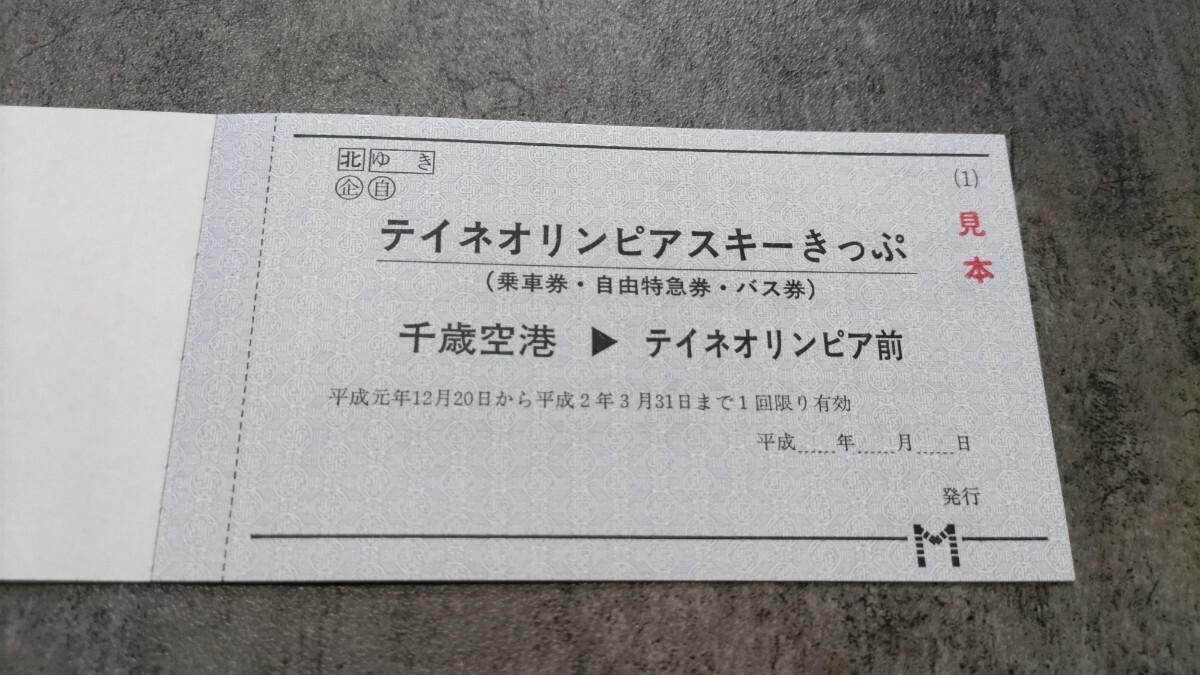 北 ゆき
(1)
企 自
見本
テイネオリンピアスキーきっぷ
(乗車券・自由特急券・バス券)
千歳空港 ▶ テイネオリンピア前
平成元年12月20日から平成2年3月31日まで1回限り有効
平成......年......月......日
発行
M